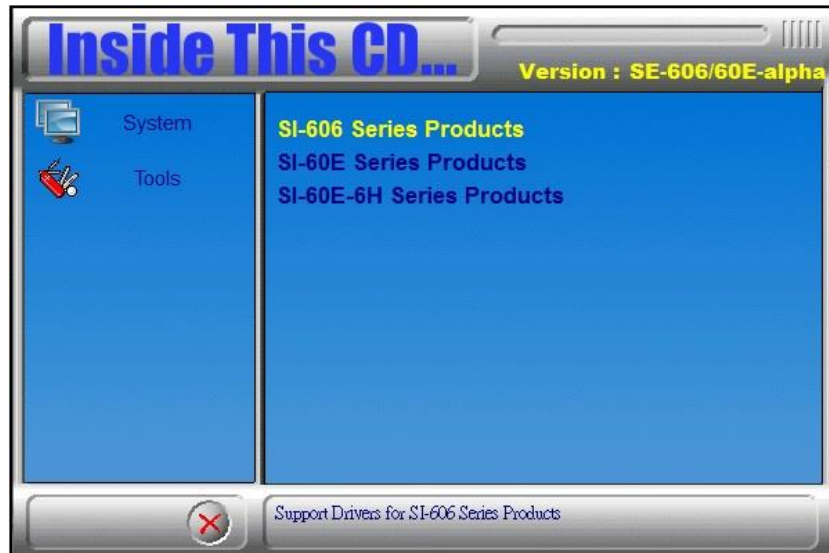 Inside This CD...
Version : SE-606/60E-alpha
System
Tools
SI-606 Series Products
SI-60E Series Products
SI-60E-6H Series Products
Support Drivers for SI-606 Series Products